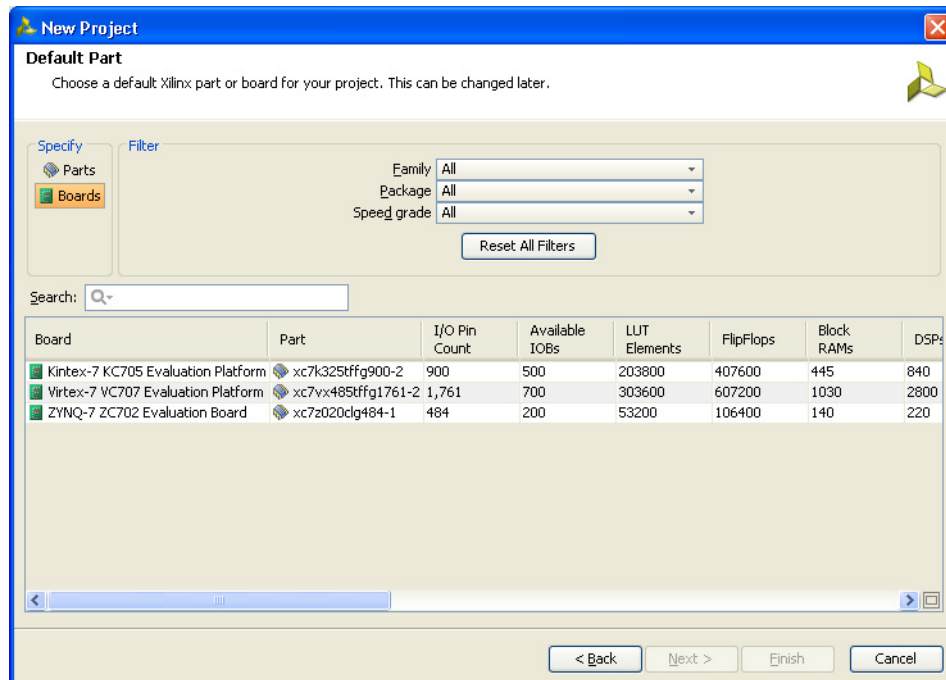 New Project
Default Part
Choose a default Xilinx part or board for your project. This can be changed later.
Specify
Filter
Parts
Boards
Family All
Package All
Speed grade All
Reset All Filters
Search:
Board Part I/O Pin Count Available IOBs LUT Elements FlipFlops Block RAMs DSPs
Kintex-7 KC705 Evaluation Platform xc7k325tffg900-2 900 500 203800 407600 445 840
Virtex-7 VC707 Evaluation Platform xc7vx485tffg1761-2 1,761 700 303600 607200 1030 2800
ZYNQ-7 ZC702 Evaluation Board xc7z020clg484-1 484 200 53200 106400 140 220
< Back Next > Finish Cancel